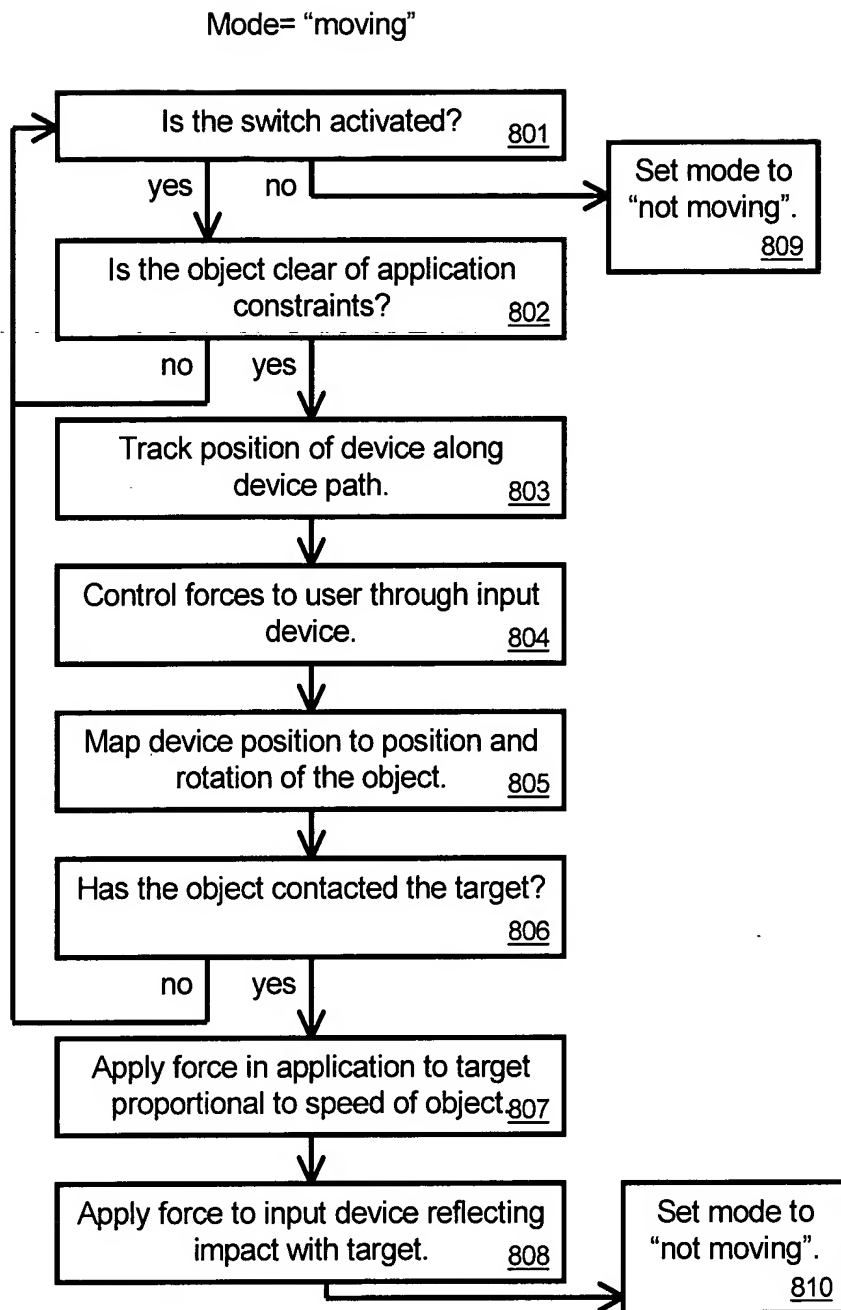 Mode= “moving”
Is the switch activated?
801
yes
no
Set mode to
“not moving”.
809
Is the object clear of application
constraints?
802
no
yes
Track position of device along
device path.
803
Control forces to user through input
device.
804
Map device position to position and
rotation of the object.
805
Has the object contacted the target?
806
no
yes
Apply force in application to target
proportional to speed of object.
807
Apply force to input device reflecting
impact with target.
808
Set mode to
“not moving”.
810